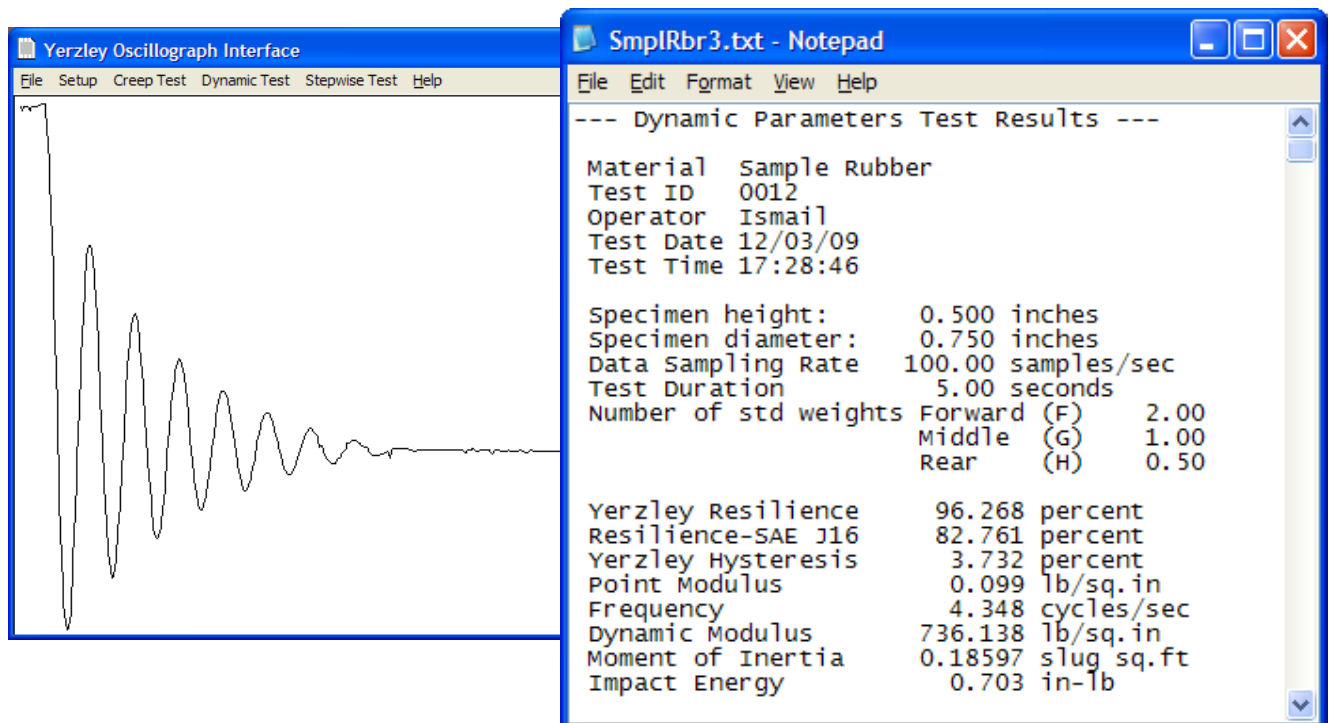 Yerzley Oscillograph Interface
File Setup Creep Test Dynamic Test Stepwise Test Help
SmplRbr3.txt - Notepad
File Edit Format View Help
--- Dynamic Parameters Test Results ---
Material Sample Rubber
Test ID 0012
Operator Ismail
Test Date 12/03/09
Test Time 17:28:46
Specimen height: 0.500 inches
Specimen diameter: 0.750 inches
Data Sampling Rate 100.00 samples/sec
Test Duration 5.00 seconds
Number of std weights Forward (F) 2.00
Middle (G) 1.00
Rear (H) 0.50
Yerzley Resilience 96.268 percent
Resilience-SAE J16 82.761 percent
Yerzley Hysteresis 3.732 percent
Point Modulus 0.099 lb/sq.in
Frequency 4.348 cycles/sec
Dynamic Modulus 736.138 lb/sq.in
Moment of Inertia 0.18597 slug sq.ft
Impact Energy 0.703 in-lb